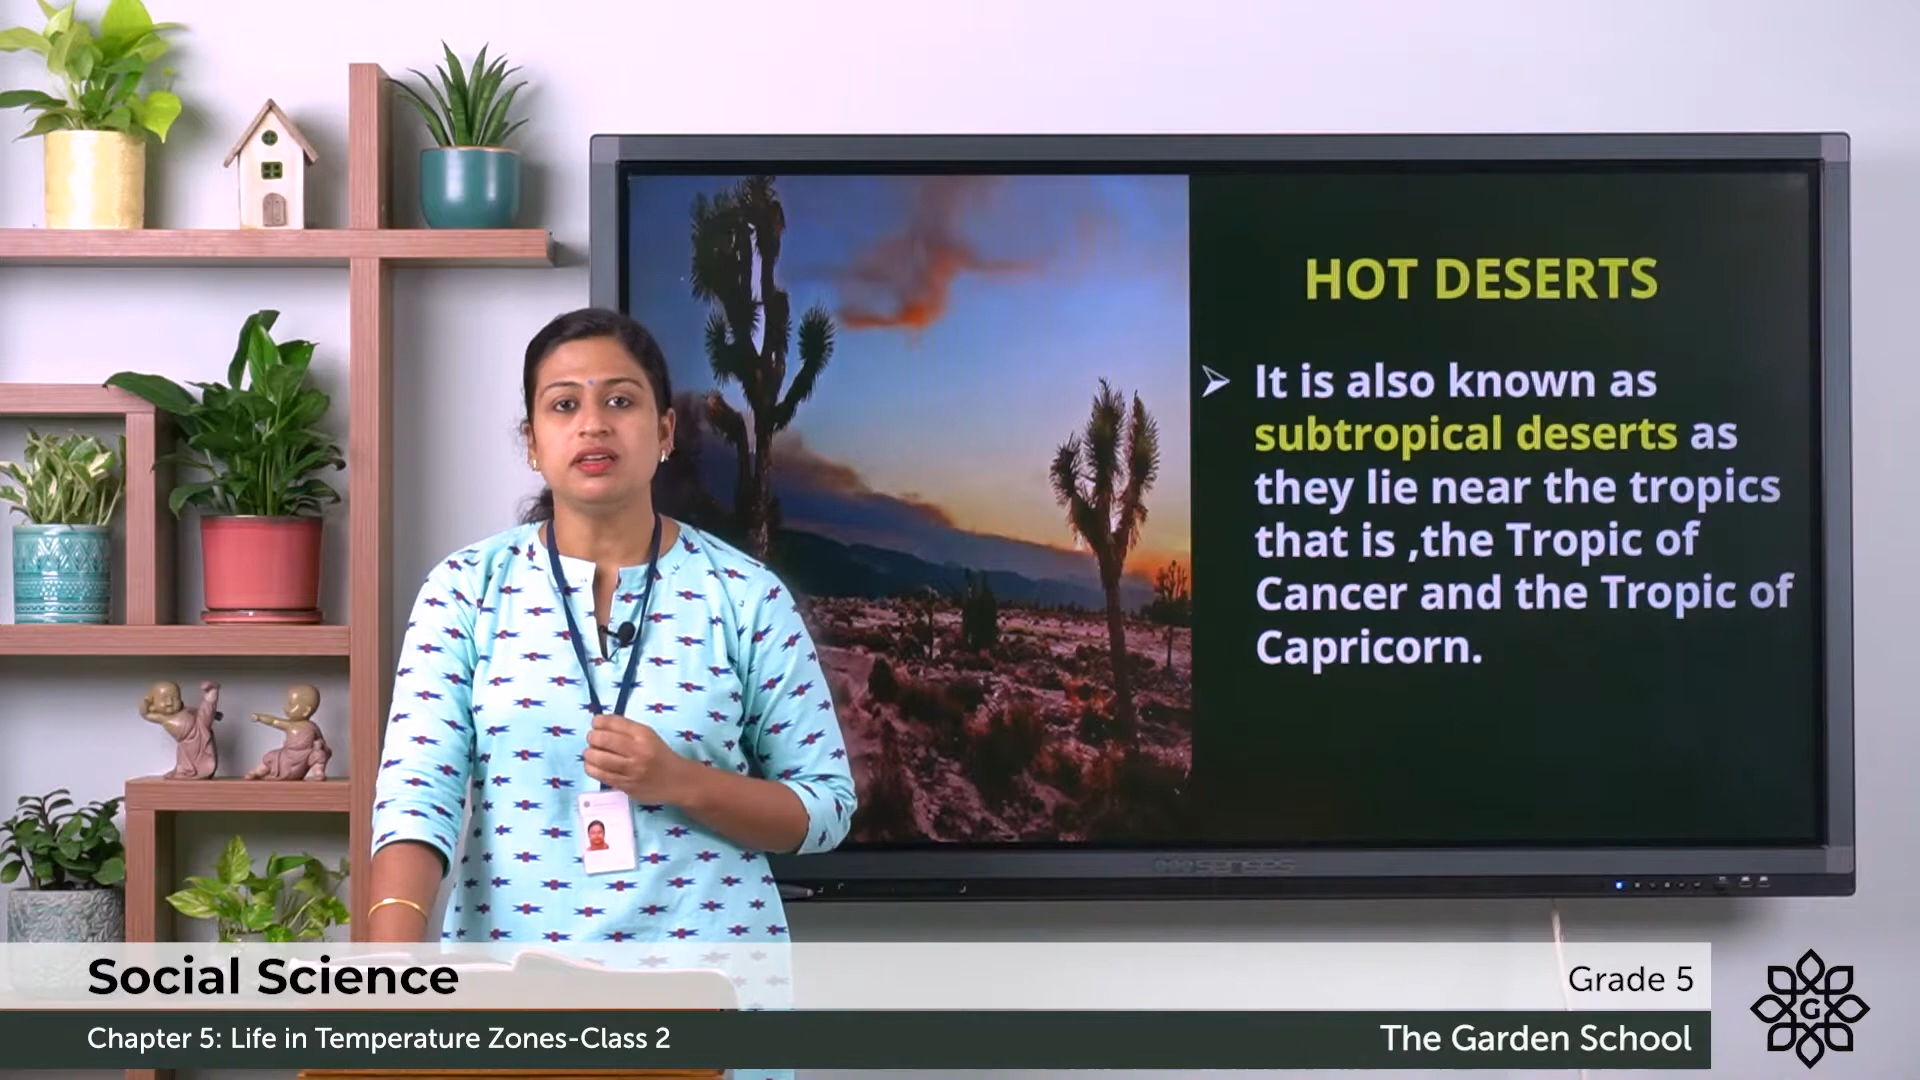 HOT DESERTS
➢ It is also known as
subtropical deserts as
they lie near the tropics
that is ,the Tropic of
Cancer and the Tropic of
Capricorn.
Social Science
Grade 5
Chapter 5: Life in Temperature Zones-Class 2
The Garden School
G